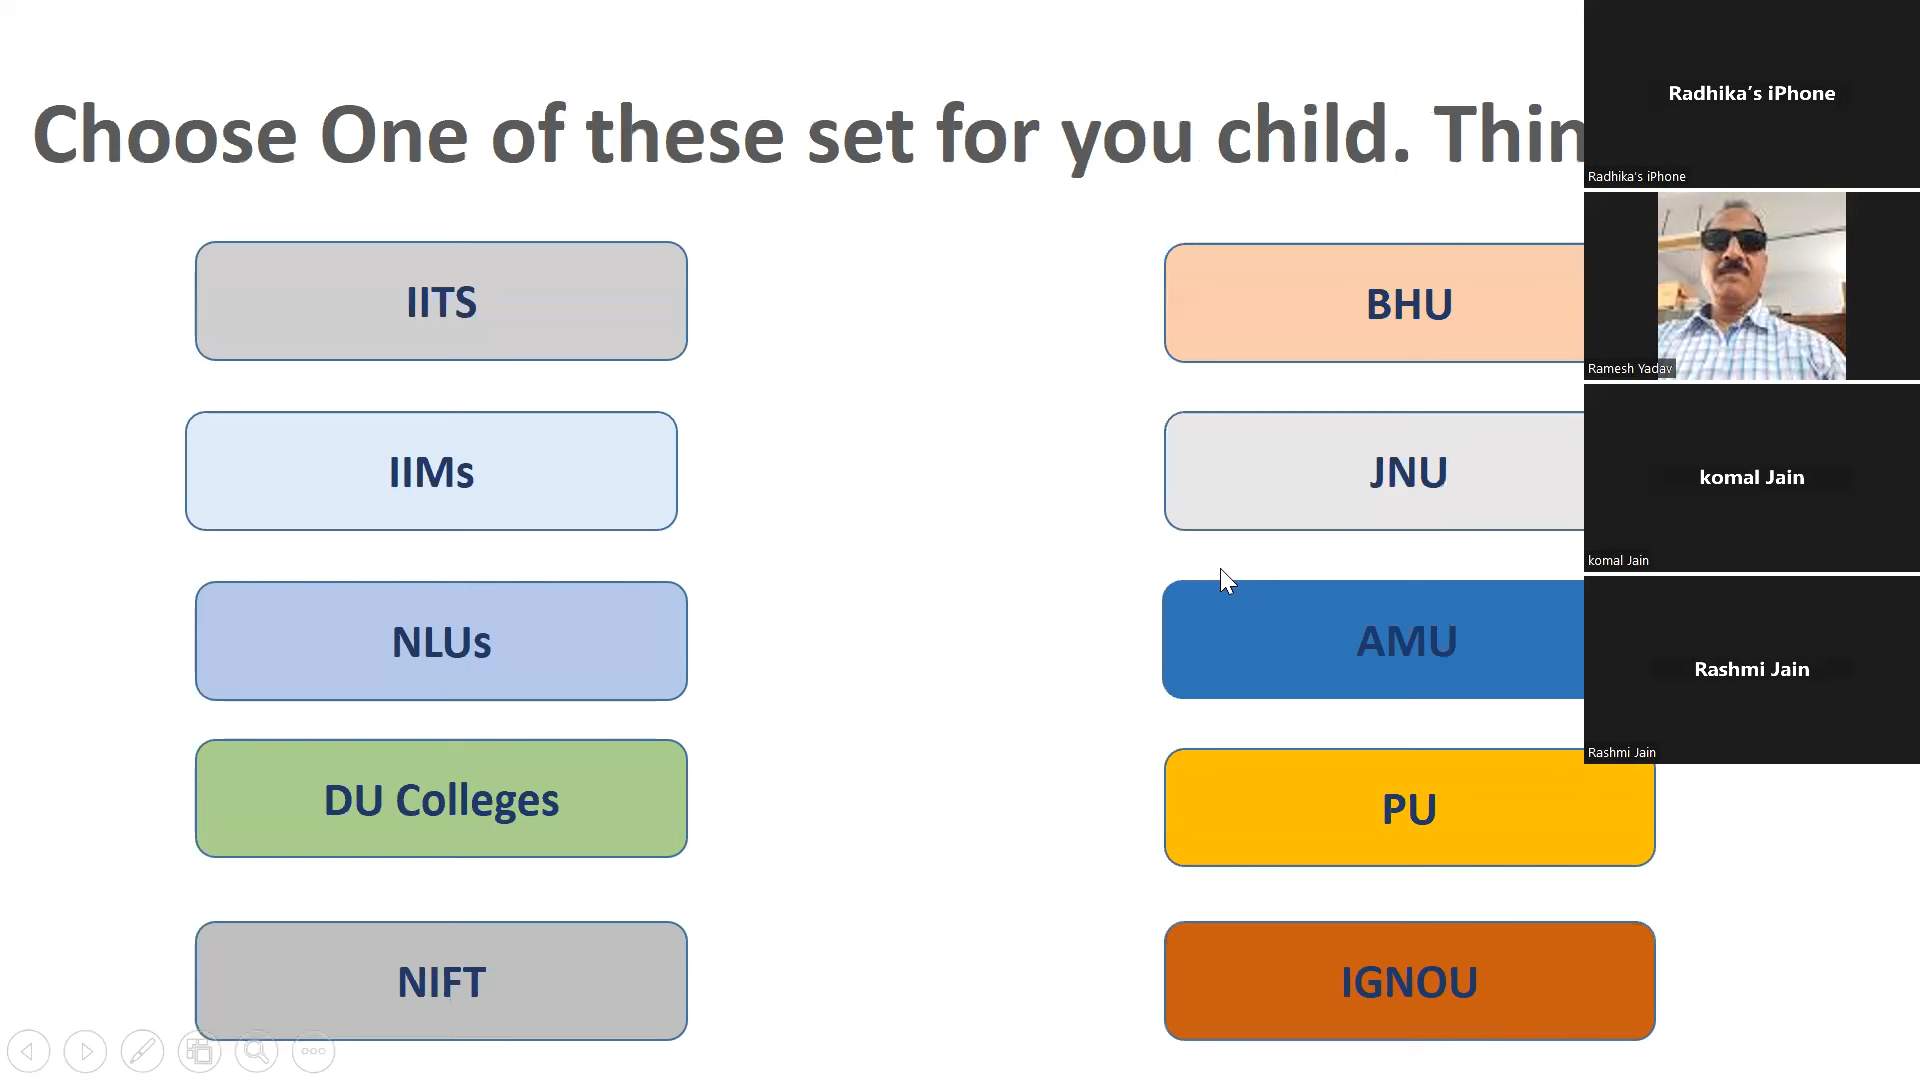 Choose One of these set for you child. Thin
IITS
IIMs
NLUs
DU Colleges
NIFT
BHU
JNU
AMU
PU
IGNOU
Radhika's iPhone
Radhika's iPhone
Ramesh Yadav
komal Jain
komal Jain
Rashmi Jain
Rashmi Jain